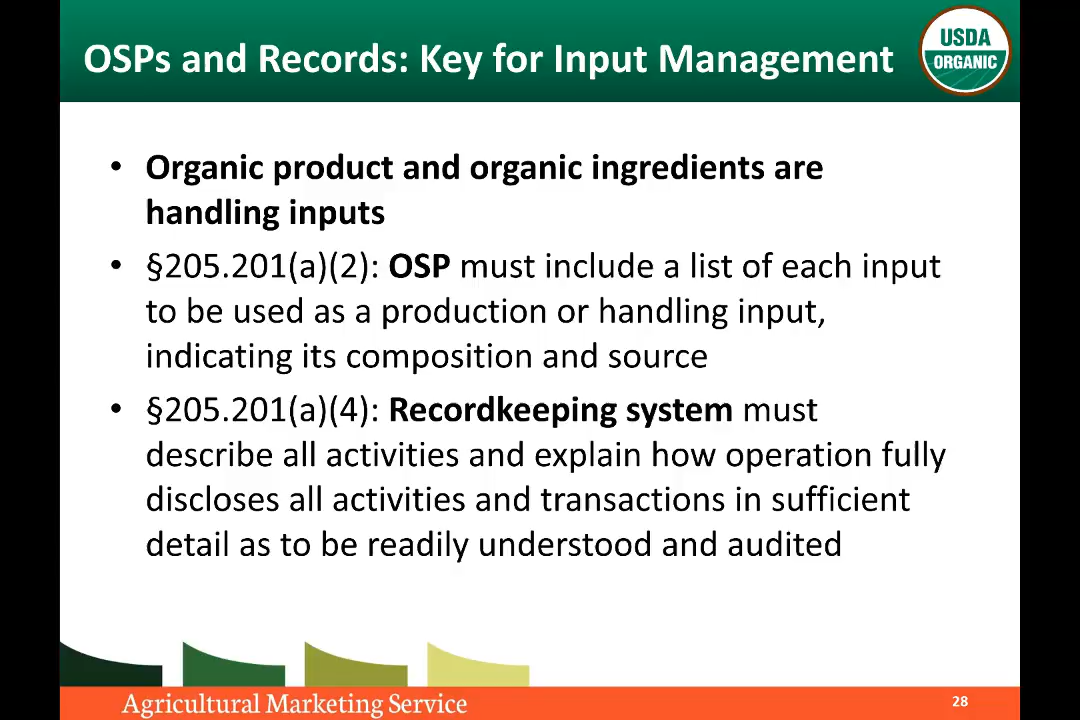 OSPs and Records: Key for Input Management
USDA
ORGANIC
• Organic product and organic ingredients are
handling inputs
• §205.201(a)(2): OSP must include a list of each input
to be used as a production or handling input,
indicating its composition and source
• §205.201(a)(4): Recordkeeping system must
describe all activities and explain how operation fully
discloses all activities and transactions in sufficient
detail as to be readily understood and audited
Agricultural Marketing Service
28